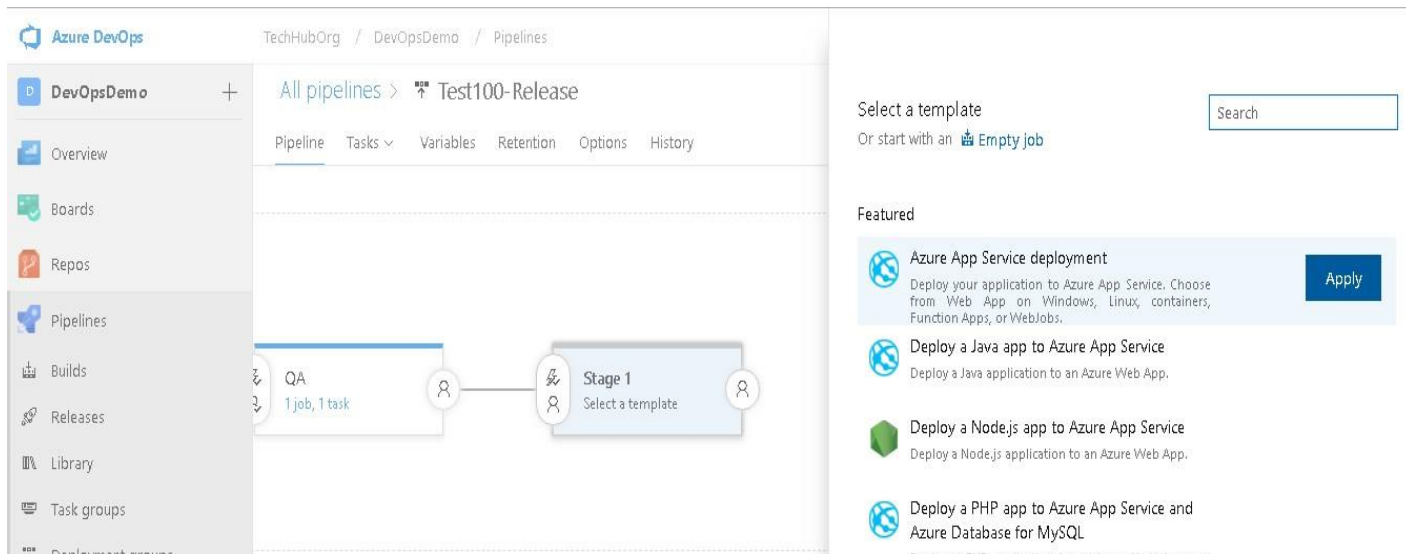 Azure DevOps
TechHubOrg / DevOpsDemo / Pipelines
D DevOpsDemo +
All pipelines > Test100-Release
Pipeline Tasks Variables Retention Options History
Overview
Boards
Repos
Pipelines
Builds
Releases
Library
Task groups
Deployment groups
QA
1 job, 1 task
Stage 1
Select a template
Select a template
Search
Or start with an Empty job
Featured
Azure App Service deployment
Deploy your application to Azure App Service. Choose
from Web App on Windows, Linux, containers,
Function Apps, or WebJobs.
Apply
Deploy a Java app to Azure App Service
Deploy a Java application to an Azure Web App.
Deploy a Node.js app to Azure App Service
Deploy a Node.js application to an Azure Web App.
Deploy a PHP app to Azure App Service and
Azure Database for MySQL